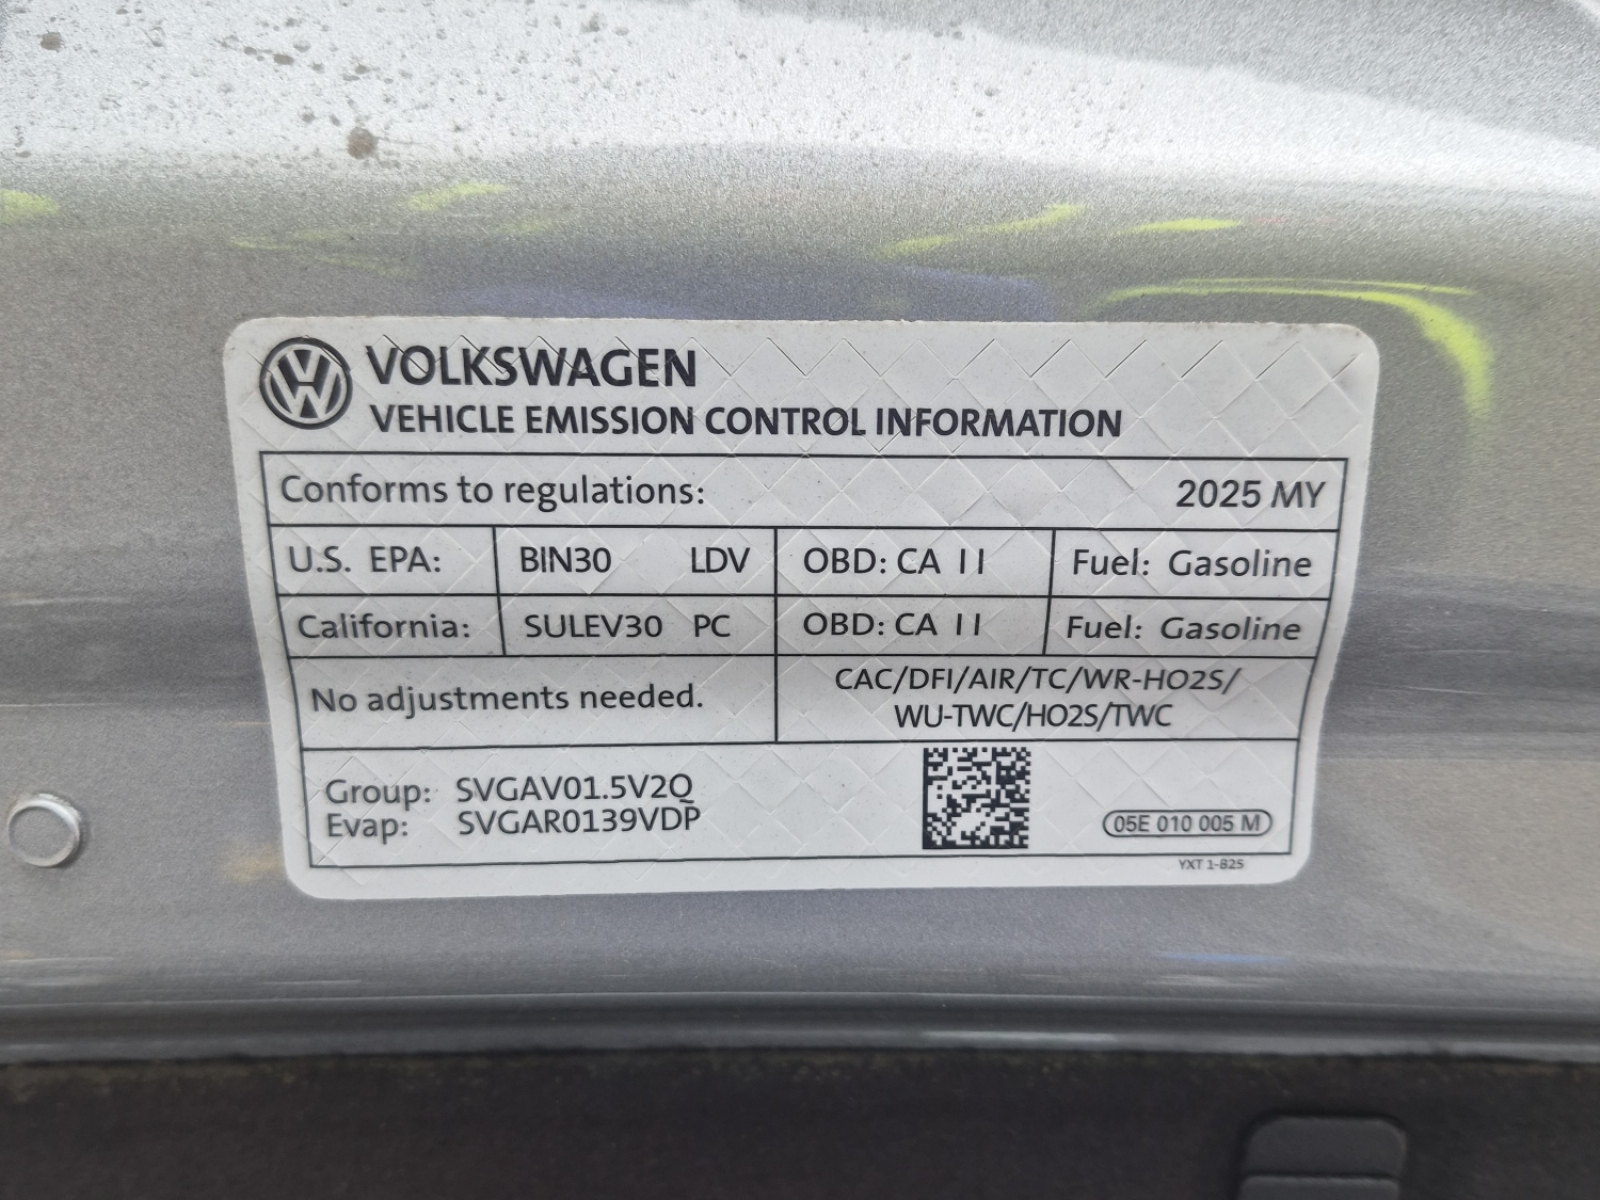 VOLKSWAGEN
VEHICLE EMISSION CONTROL INFORMATION
Conforms to regulations: 2025 MY
U.S. EPA: BIN30 LDV OBD: CA II Fuel: Gasoline
California: SULEV30 PC OBD: CA II Fuel: Gasoline
No adjustments needed.
CAC/DFI/AIR/TC/WR-HO2S/
WU-TWC/HO2S/TWC
Group: SVGAV01.5V2Q
Evap: SVGAR0139VDP
05E 010 005 M
YXT 1-825